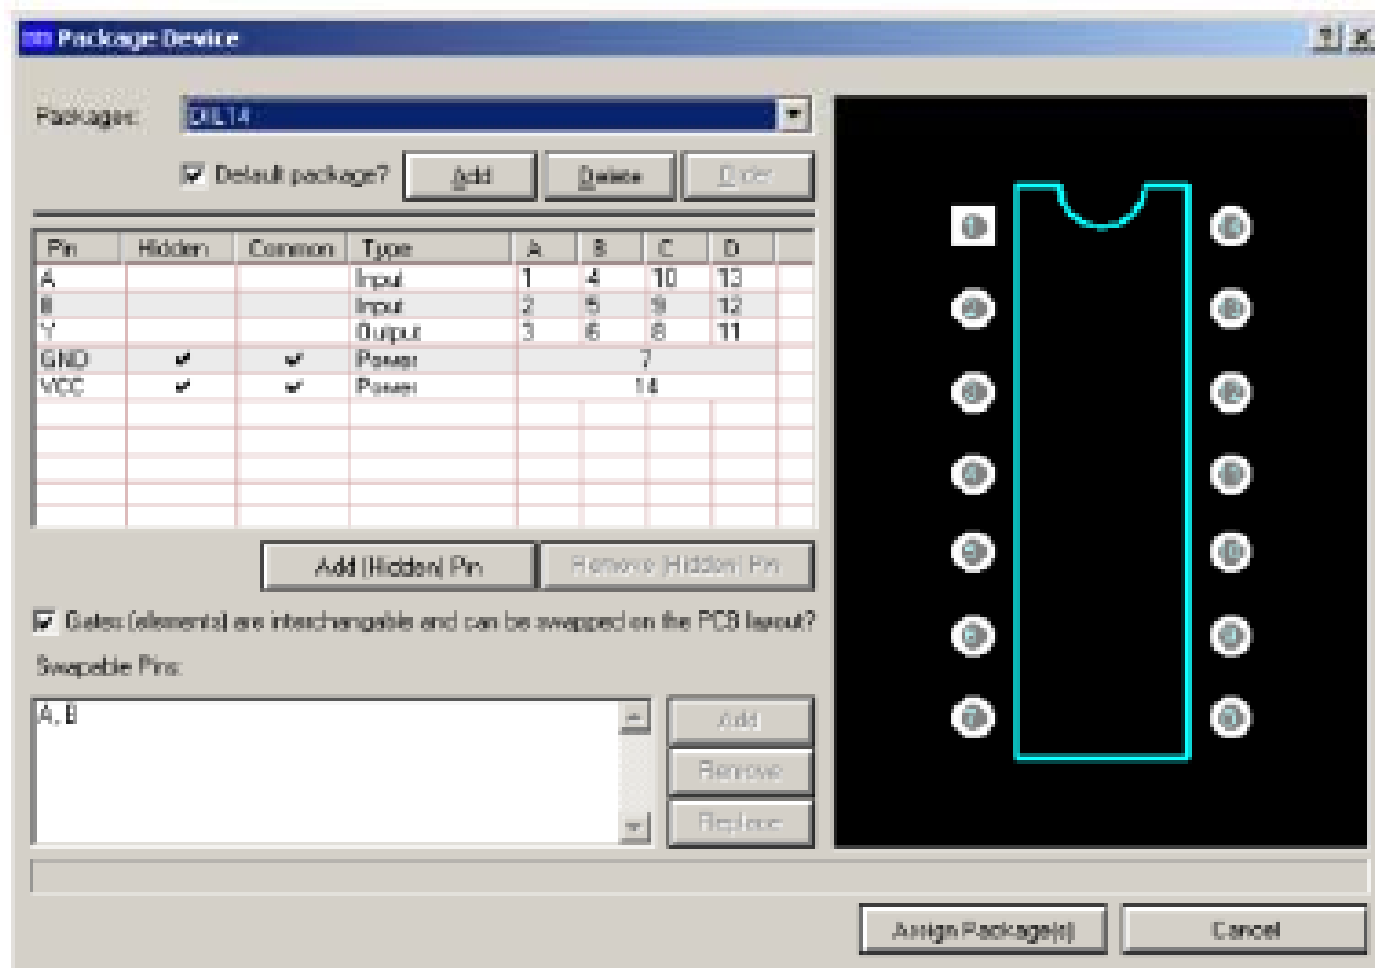 Package Device
Packages: DIL14
Default package? Add Delete Order
Pin Hidden Common Type A B C D
A Input 1 4 10 13
B Input 2 5 9 12
Y Output 3 6 8 11
GND Power 7
VCC Power 14
Add (Hidden) Pin Remove (Hidden) Pin
Gates (elements) are interchangable and can be swapped on the PCB layout?
Swapable Pins:
A, B
Add
Remove
Replace
Assign Package(s) Cancel